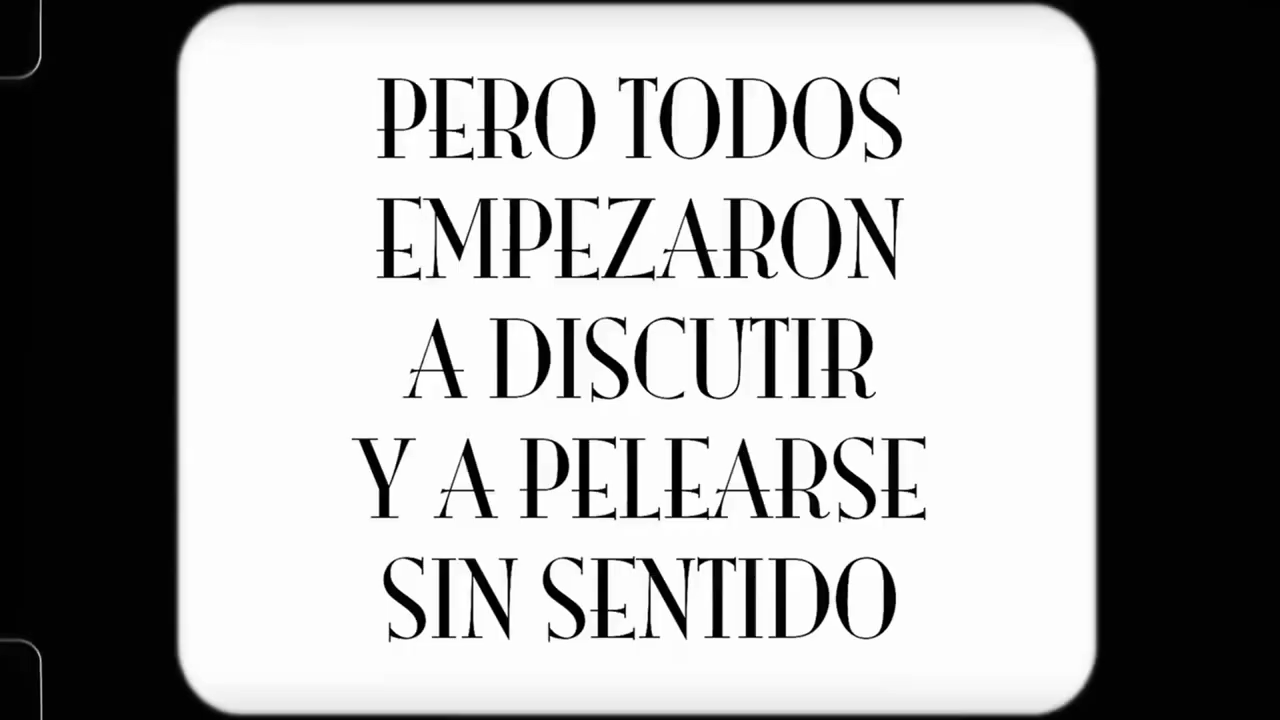 PERO TODOS
EMPEZARON
A DISCUTIR
Y A PELEARSE
SIN SENTIDO